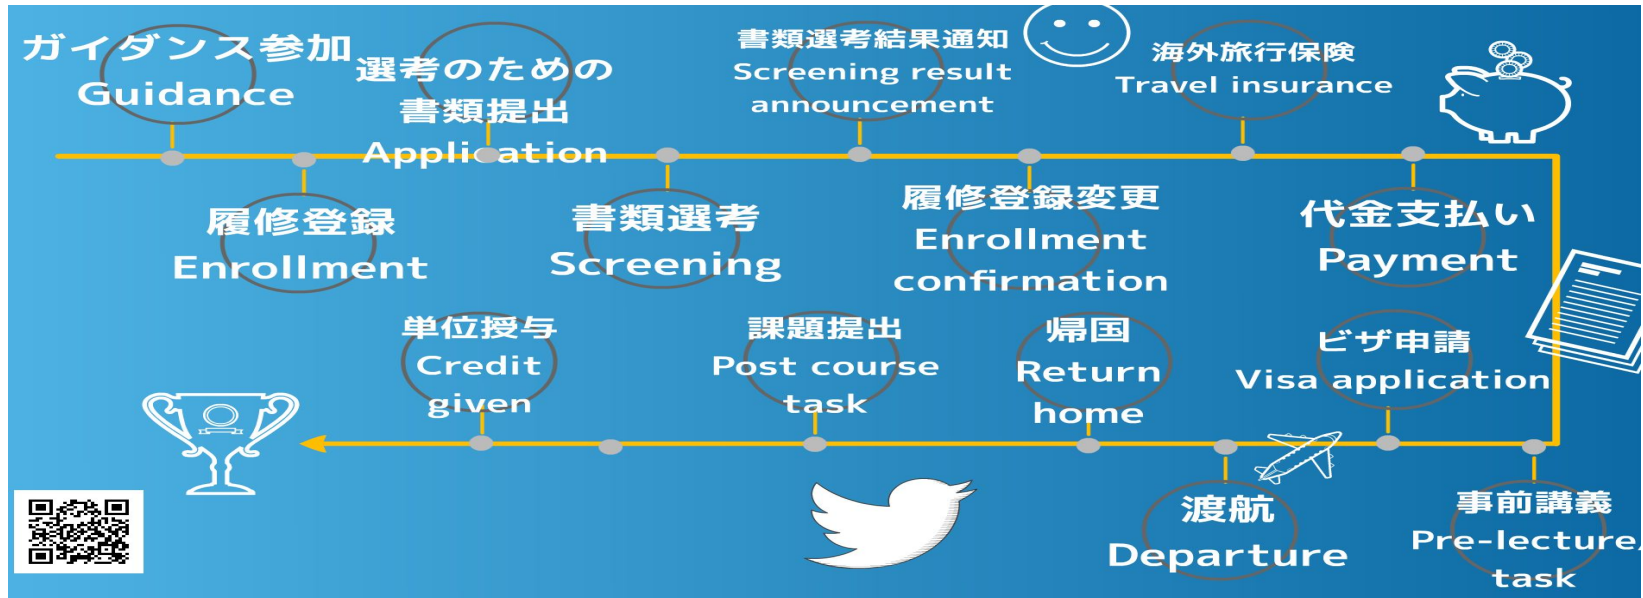 ガイダンス参加
Guidance
履修登録
Enrollment
選考のための
書類提出
Application
書類選考
Screening
書類選考結果通知
Screening result
announcement
履修登録変更
Enrollment
confirmation
海外旅行保険
Travel insurance
代金支払い
Payment
事前講義
Pre-lecture/
task
ビザ申請
Visa application
渡航
Departure
帰国
Return
home
課題提出
Post course
task
単位授与
Credit
given